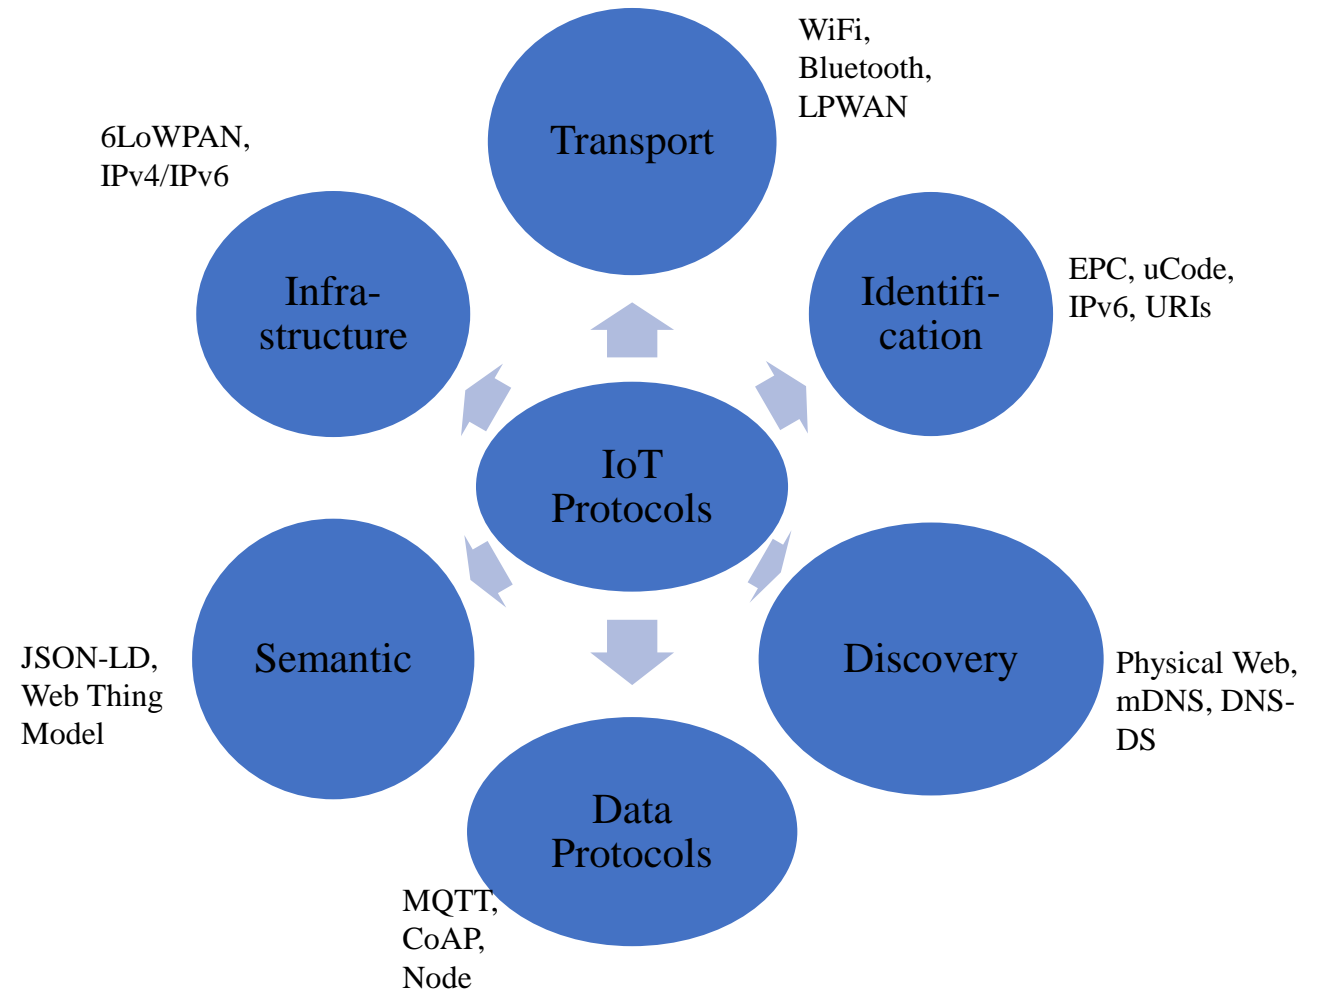 WiFi,
Bluetooth,
LPWAN
Transport
6LoWPAN,
IPv4/IPv6
Infra-
structure
Identifi-
cation
EPC, uCode,
IPv6, URIs
IoT
Protocols
Semantic
JSON-LD,
Web Thing
Model
Discovery
Physical Web,
mDNS, DNS-
DS
Data
Protocols
MQTT,
CoAP,
Node